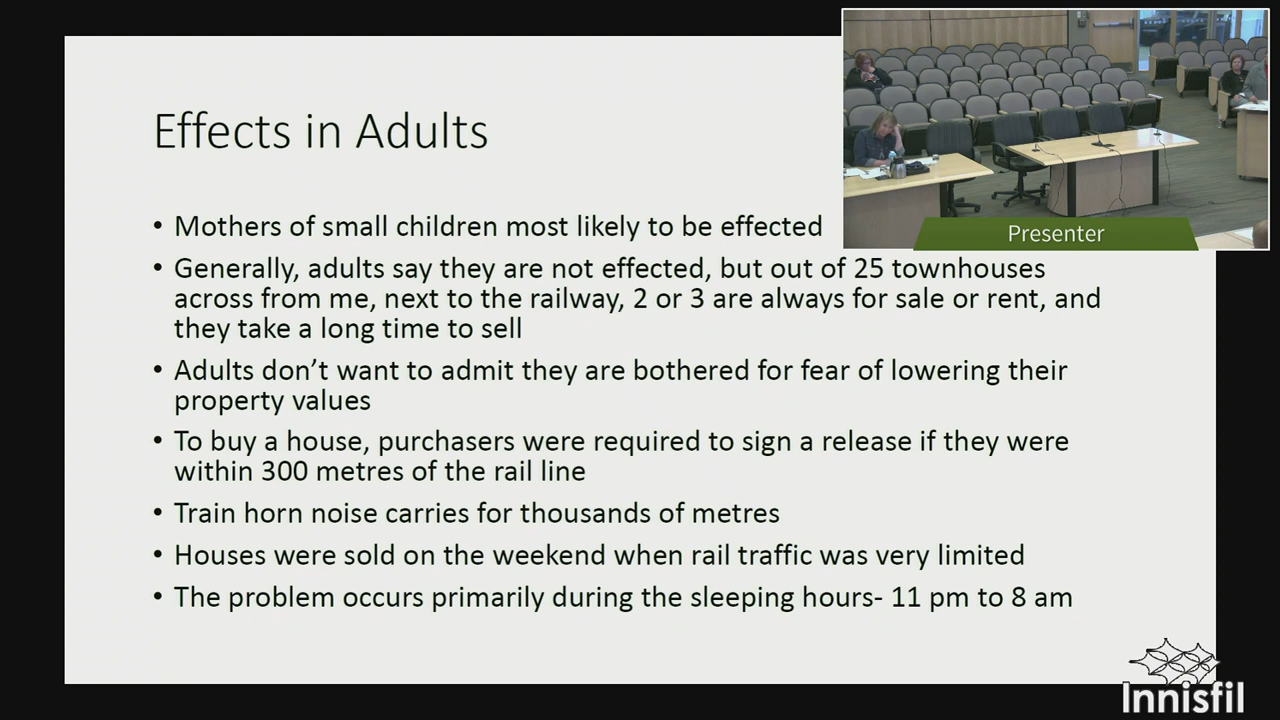 Effects in Adults
• Mothers of small children most likely to be effected
• Generally, adults say they are not effected, but out of 25 townhouses
across from me, next to the railway, 2 or 3 are always for sale or rent, and
they take a long time to sell
• Adults don’t want to admit they are bothered for fear of lowering their
property values
• To buy a house, purchasers were required to sign a release if they were
within 300 metres of the rail line
• Train horn noise carries for thousands of metres
• Houses were sold on the weekend when rail traffic was very limited
• The problem occurs primarily during the sleeping hours- 11 pm to 8 am
Presenter
Innisfil